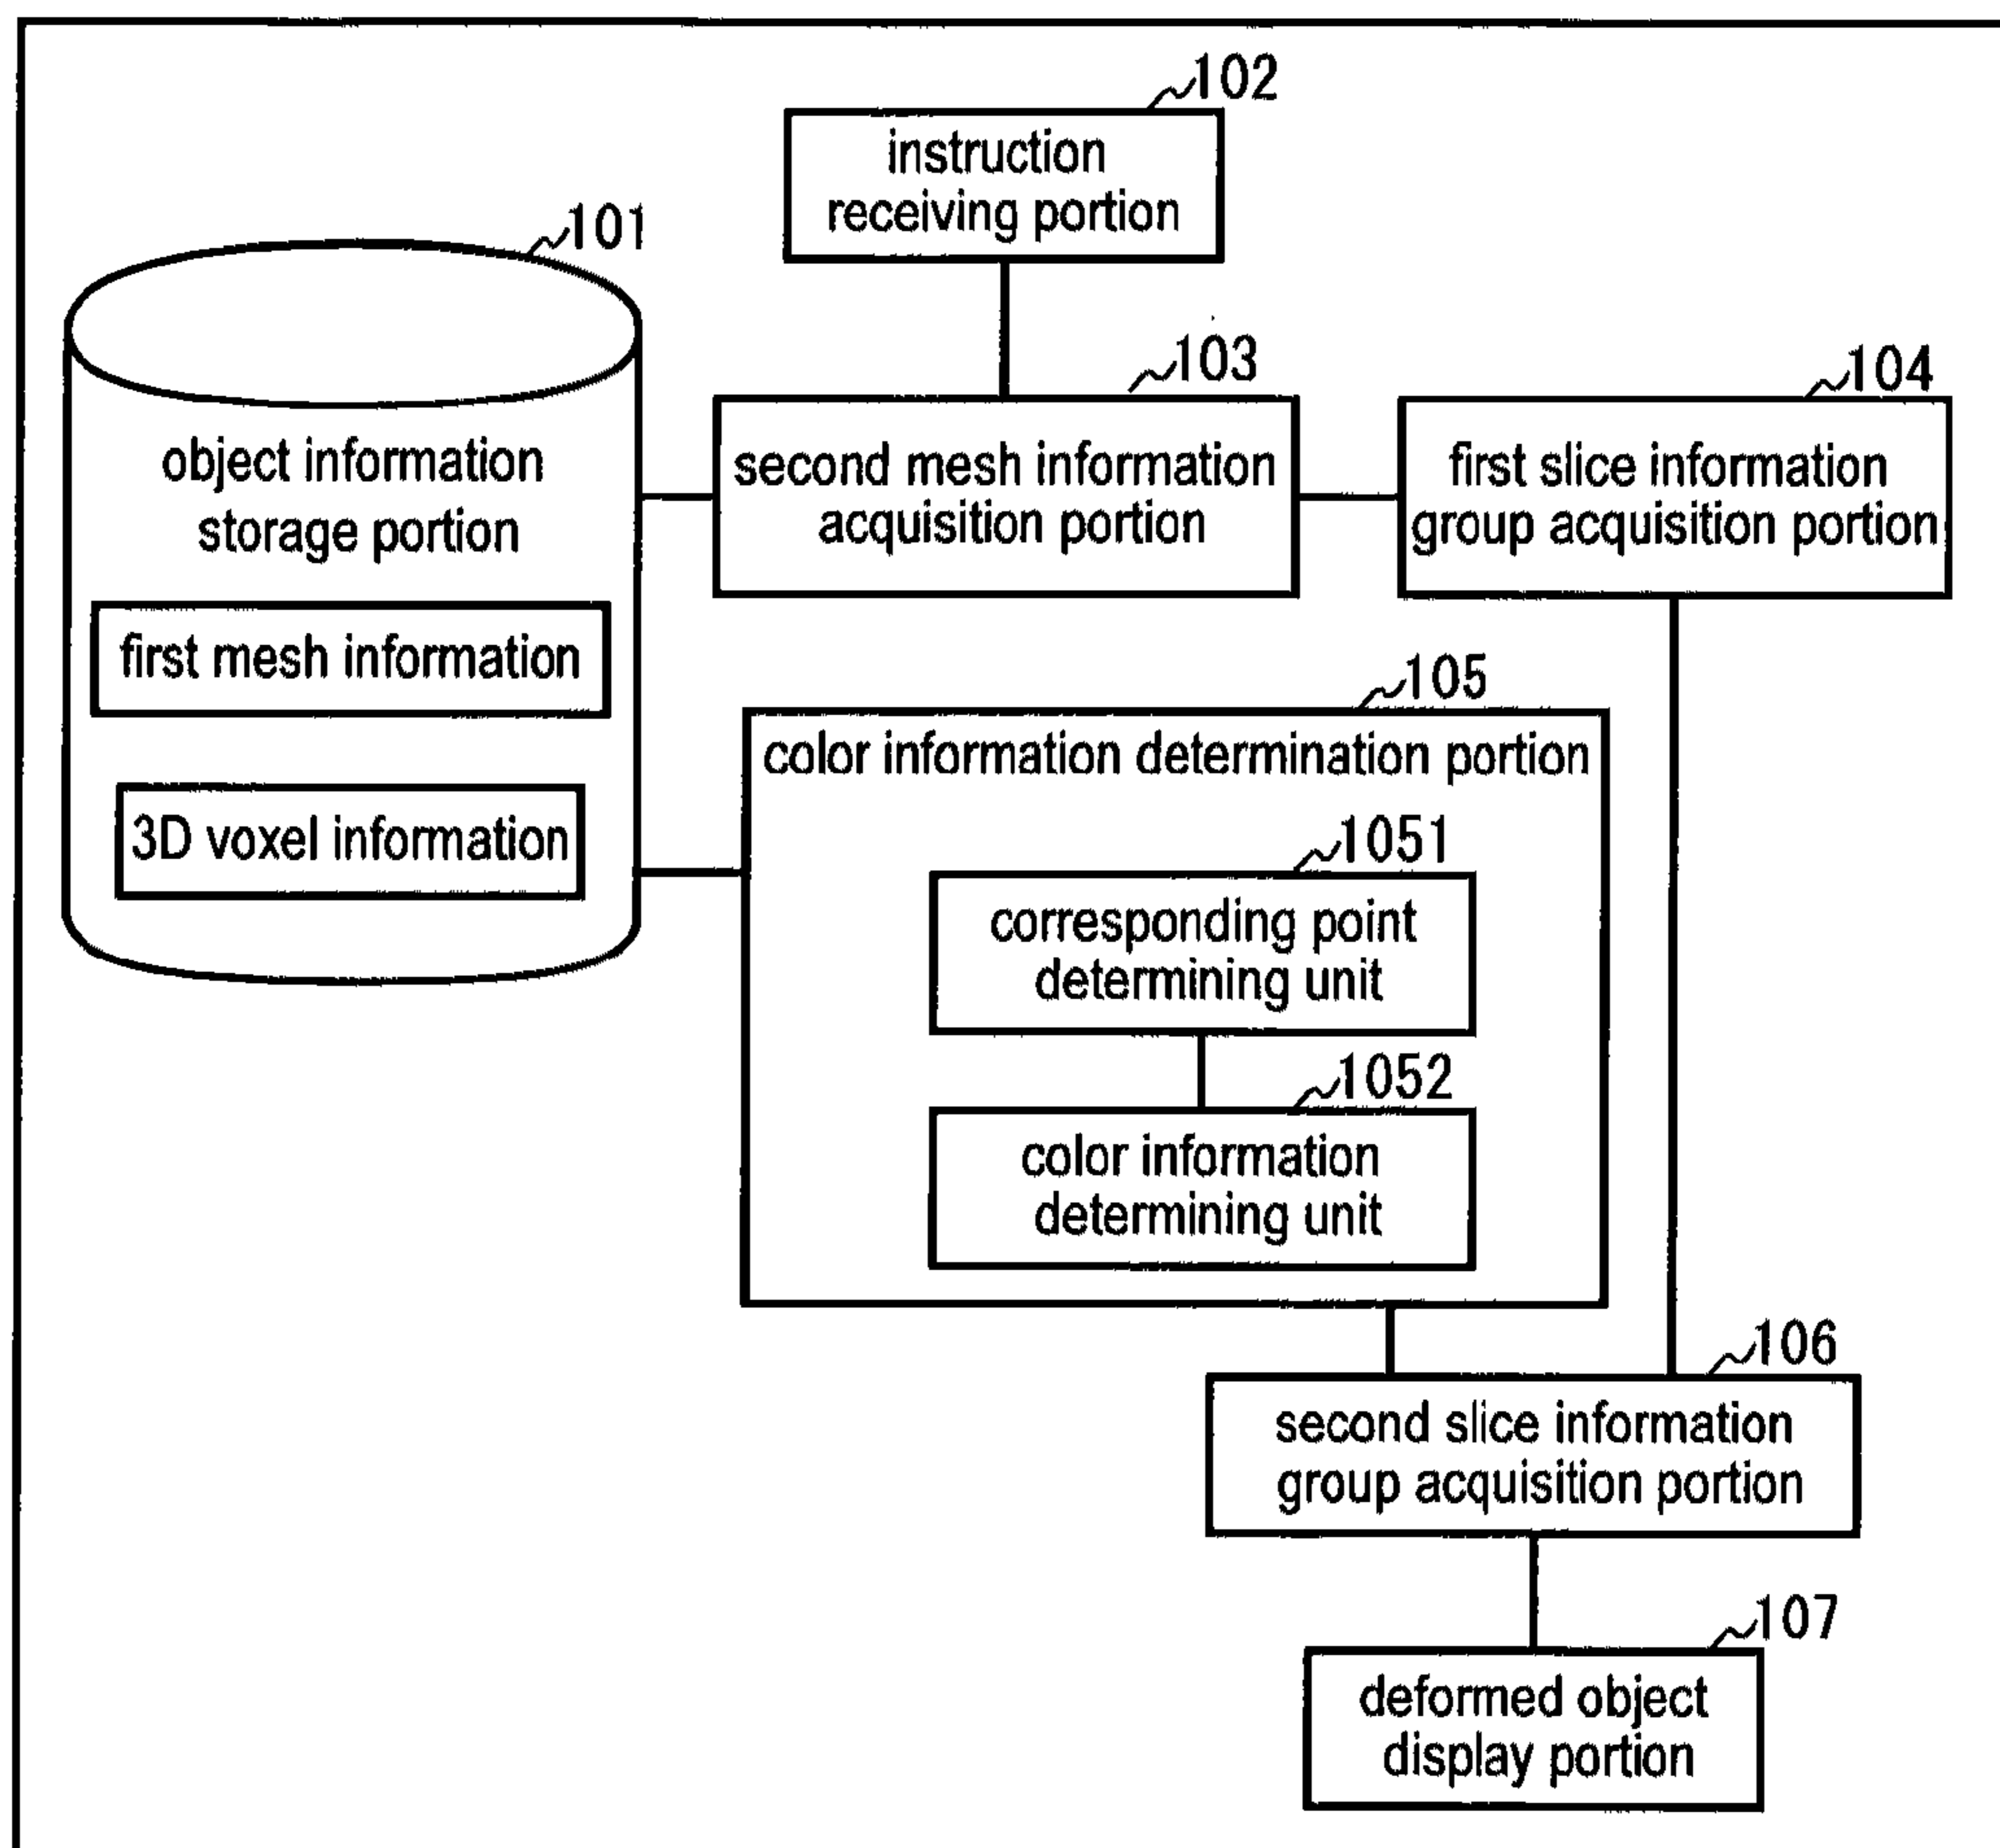 102
instruction
receiving portion
101
object information
storage portion
first mesh information
3D voxel information
103
second mesh information
acquisition portion
104
first slice information
group acquisition portion
105
color information determination portion
1051
corresponding point
determining unit
1052
color information
determining unit
106
second slice information
group acquisition portion
107
deformed object
display portion